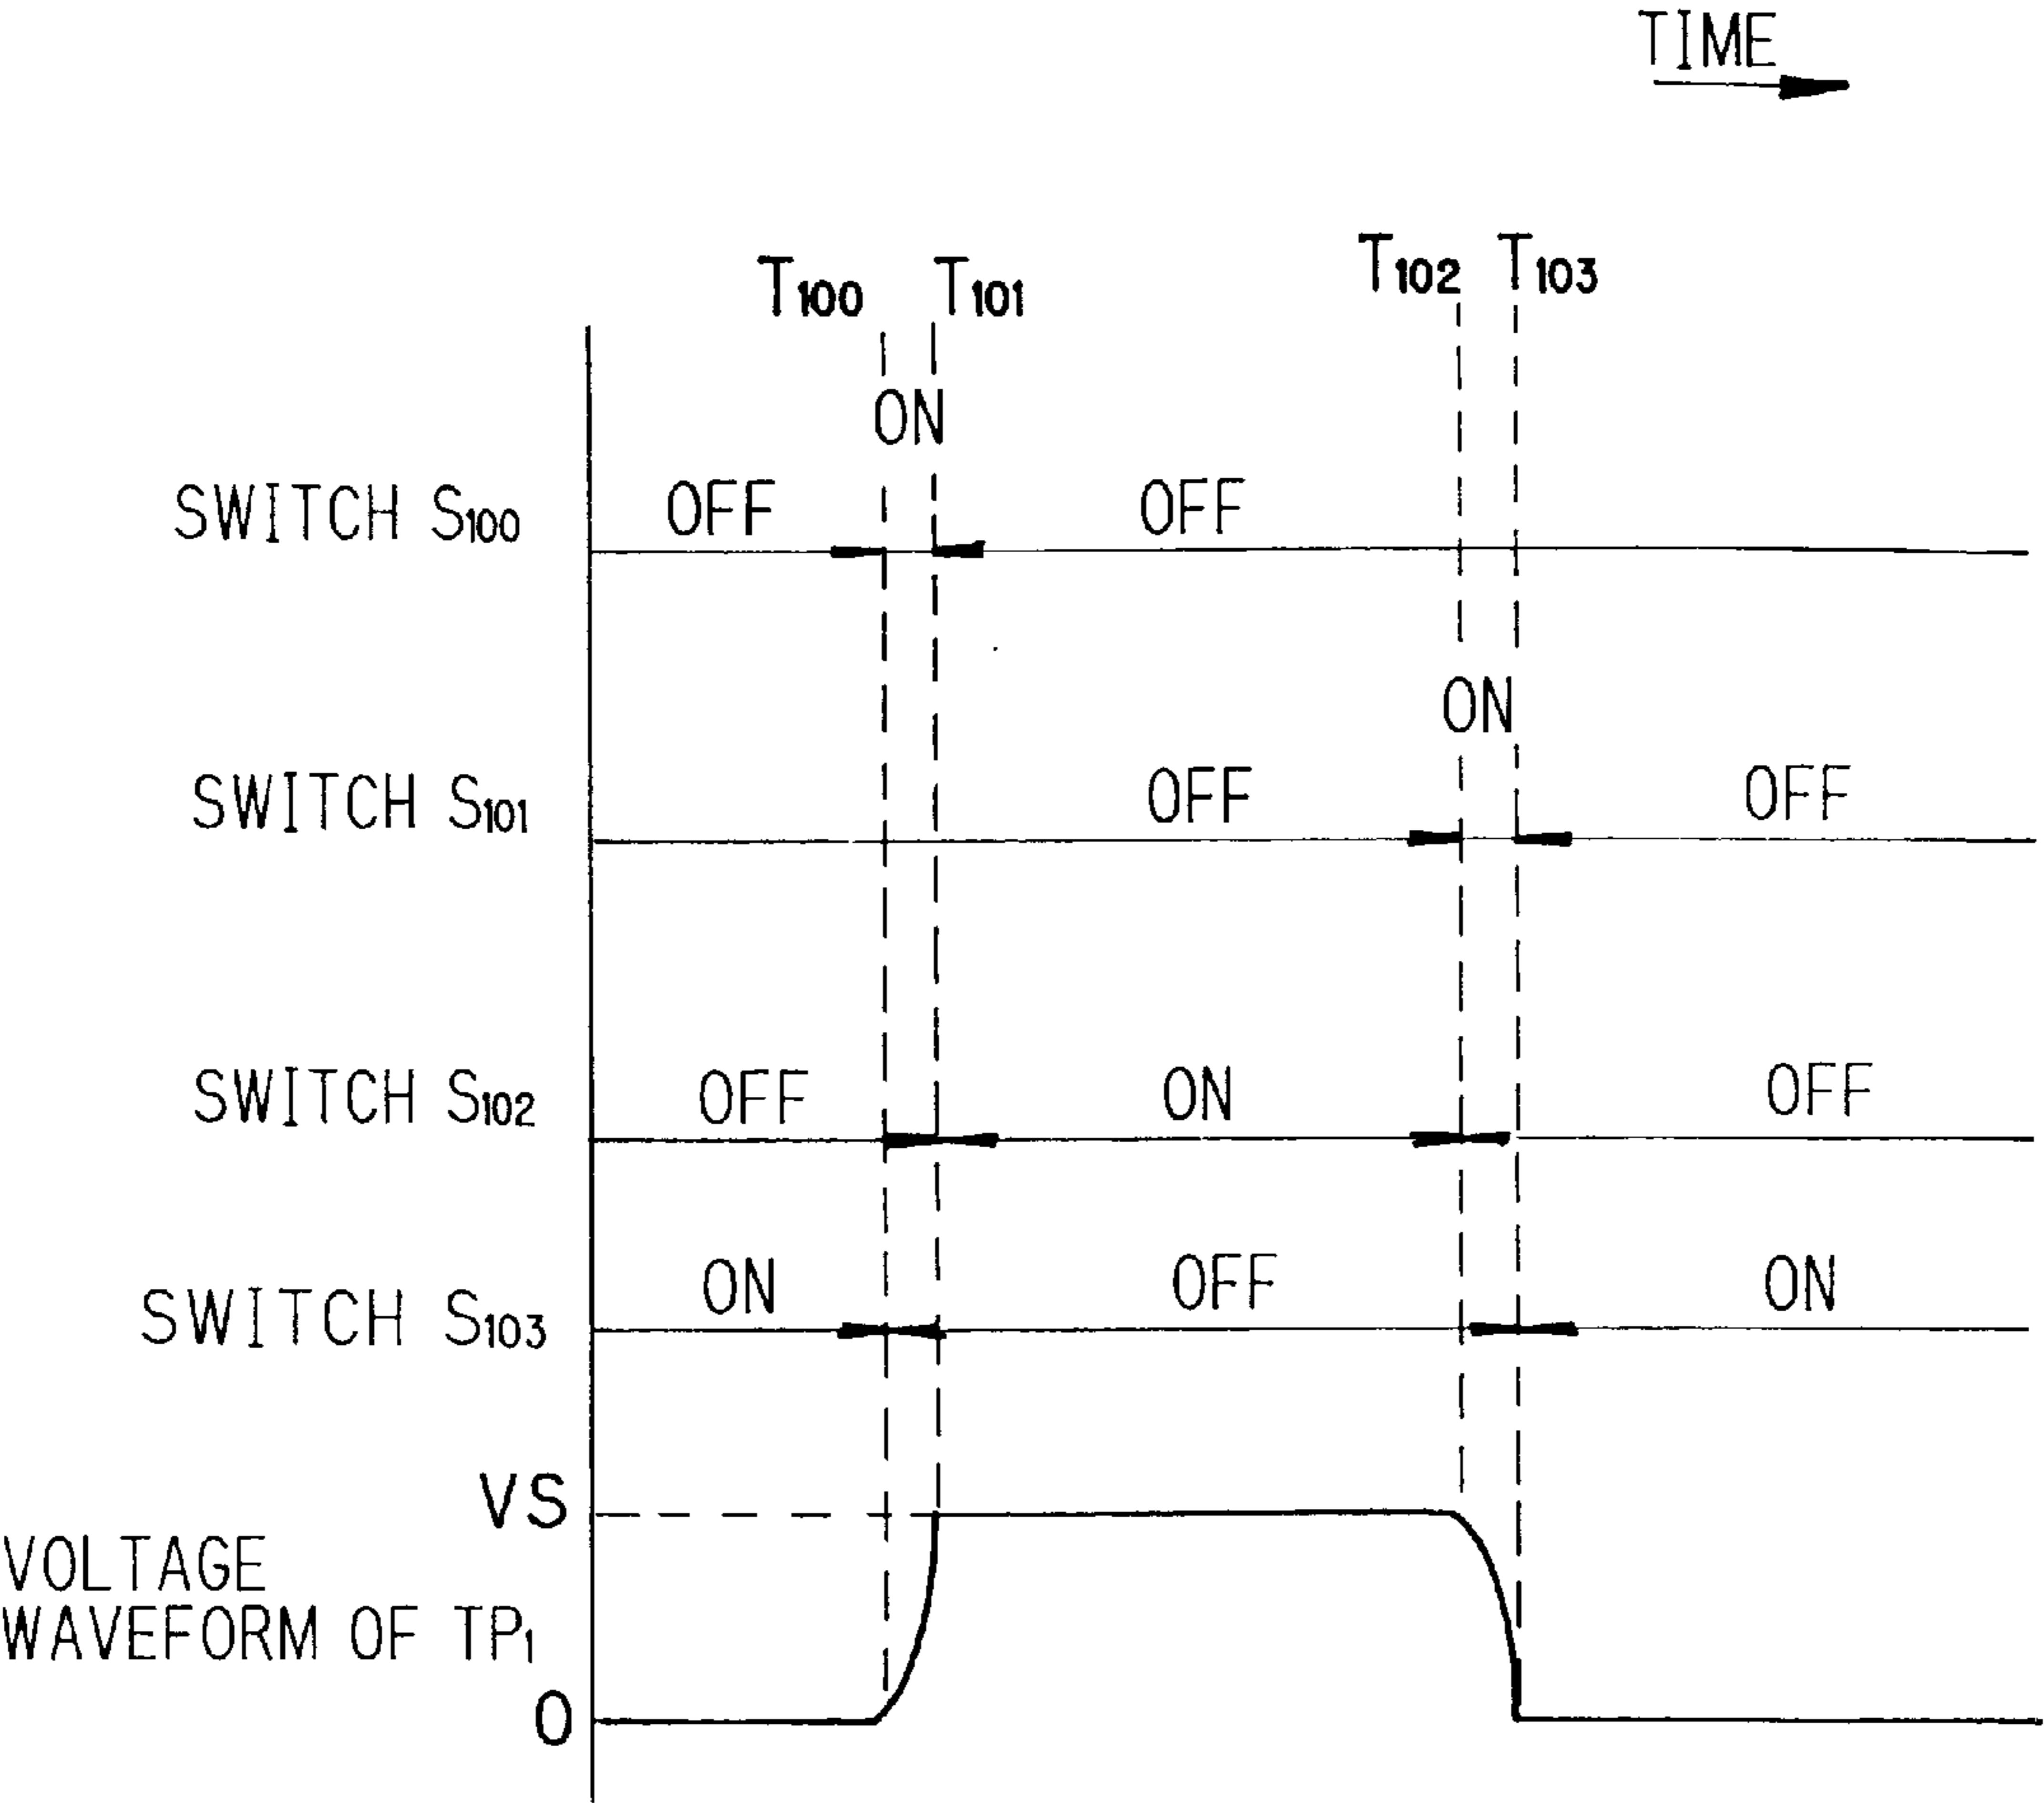 TIME
T100 T101 T102 T103
ON
SWITCH S100 OFF OFF
ON
SWITCH S101 OFF OFF
SWITCH S102 OFF ON OFF
SWITCH S103 ON OFF ON
VS
VOLTAGE
WAVEFORM OF TP1
0